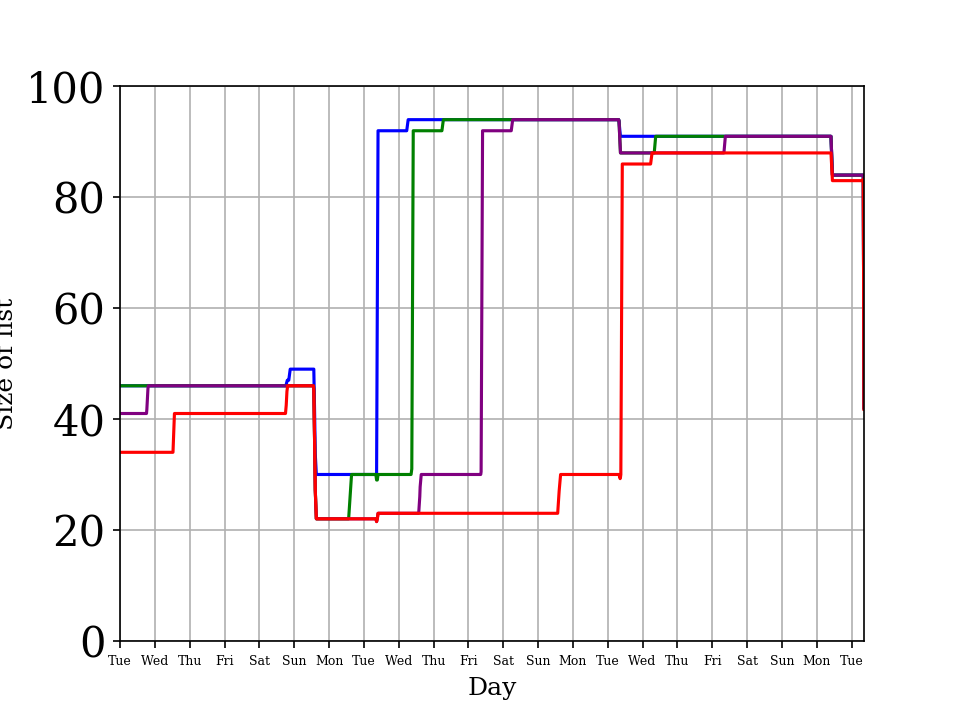 100
80
60
40
20
0
Size of list
Tue Wed Thu Fri Sat Sun Mon Tue Wed Thu Fri Sat Sun Mon Tue Wed Thu Fri Sat Sun Mon Tue
Day